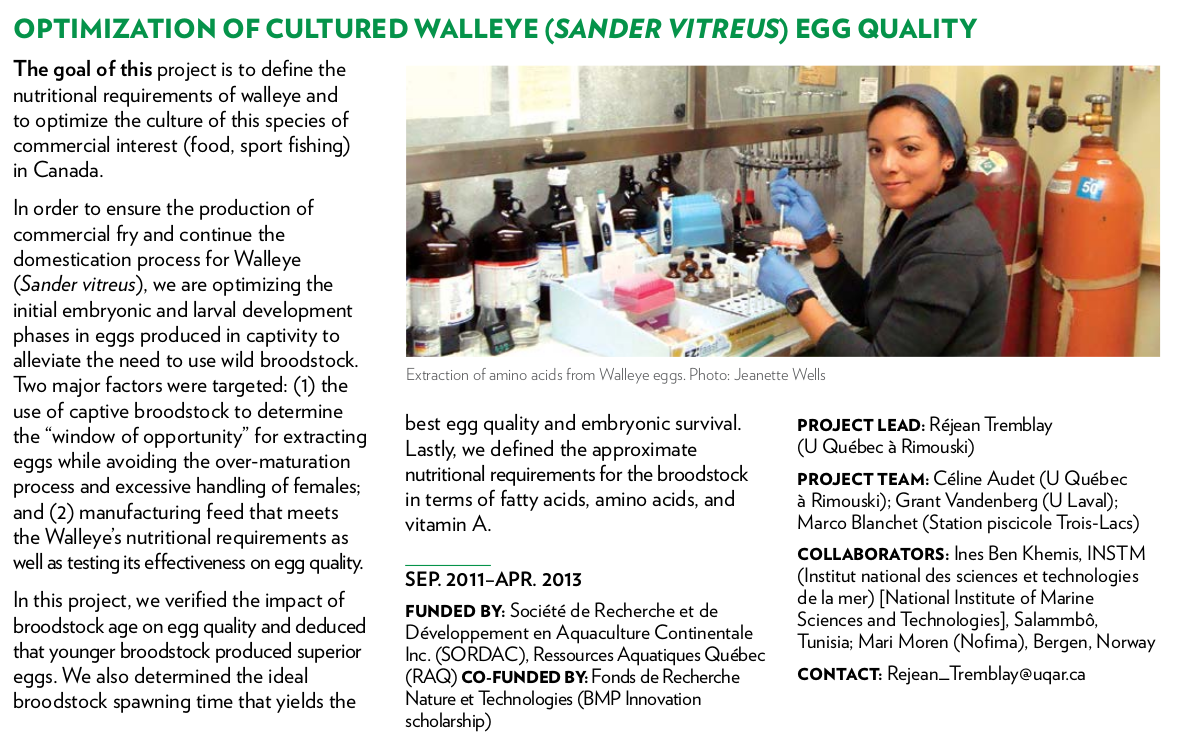 OPTIMIZATION OF CULTURED WALLEYE (SANDER VITREUS) EGG QUALITY
The goal of this project is to define the
nutritional requirements of walleye and
to optimize the culture of this species of
commercial interest (food, sport fishing)
in Canada.
In order to ensure the production of
commercial fry and continue the
domestication process for Walleye
(Sander vitreus), we are optimizing the
initial embryonic and larval development
phases in eggs produced in captivity to
alleviate the need to use wild broodstock.
Two major factors were targeted: (1) the
use of captive broodstock to determine
the “window of opportunity” for extracting
eggs while avoiding the over-maturation
process and excessive handling of females;
and (2) manufacturing feed that meets
the Walleye’s nutritional requirements as
well as testing its effectiveness on egg quality.
In this project, we verified the impact of
broodstock age on egg quality and deduced
that younger broodstock produced superior
eggs. We also determined the ideal
broodstock spawning time that yields the
50
Extraction of amino acids from Walleye eggs. Photo: Jeanette Wells
best egg quality and embryonic survival.
Lastly, we defined the approximate
nutritional requirements for the broodstock
in terms of fatty acids, amino acids, and
vitamin A.
SEP. 2011–APR. 2013
FUNDED BY: Société de Recherche et de
Développement en Aquaculture Continentale
Inc. (SORDAC), Ressources Aquatiques Québec
(RAQ) CO-FUNDED BY: Fonds de Recherche
Nature et Technologies (BMP Innovation
scholarship)
PROJECT LEAD: Réjean Tremblay
(U Québec à Rimouski)
PROJECT TEAM: Céline Audet (U Québec
à Rimouski); Grant Vandenberg (U Laval);
Marco Blanchet (Station piscicole Trois-Lacs)
COLLABORATORS: Ines Ben Khemis, INSTM
(Institut national des sciences et technologies
de la mer) [National Institute of Marine
Sciences and Technologies], Salammbô,
Tunisia; Mari Moren (Nofima), Bergen, Norway
CONTACT: Rejean_Tremblay@uqar.ca